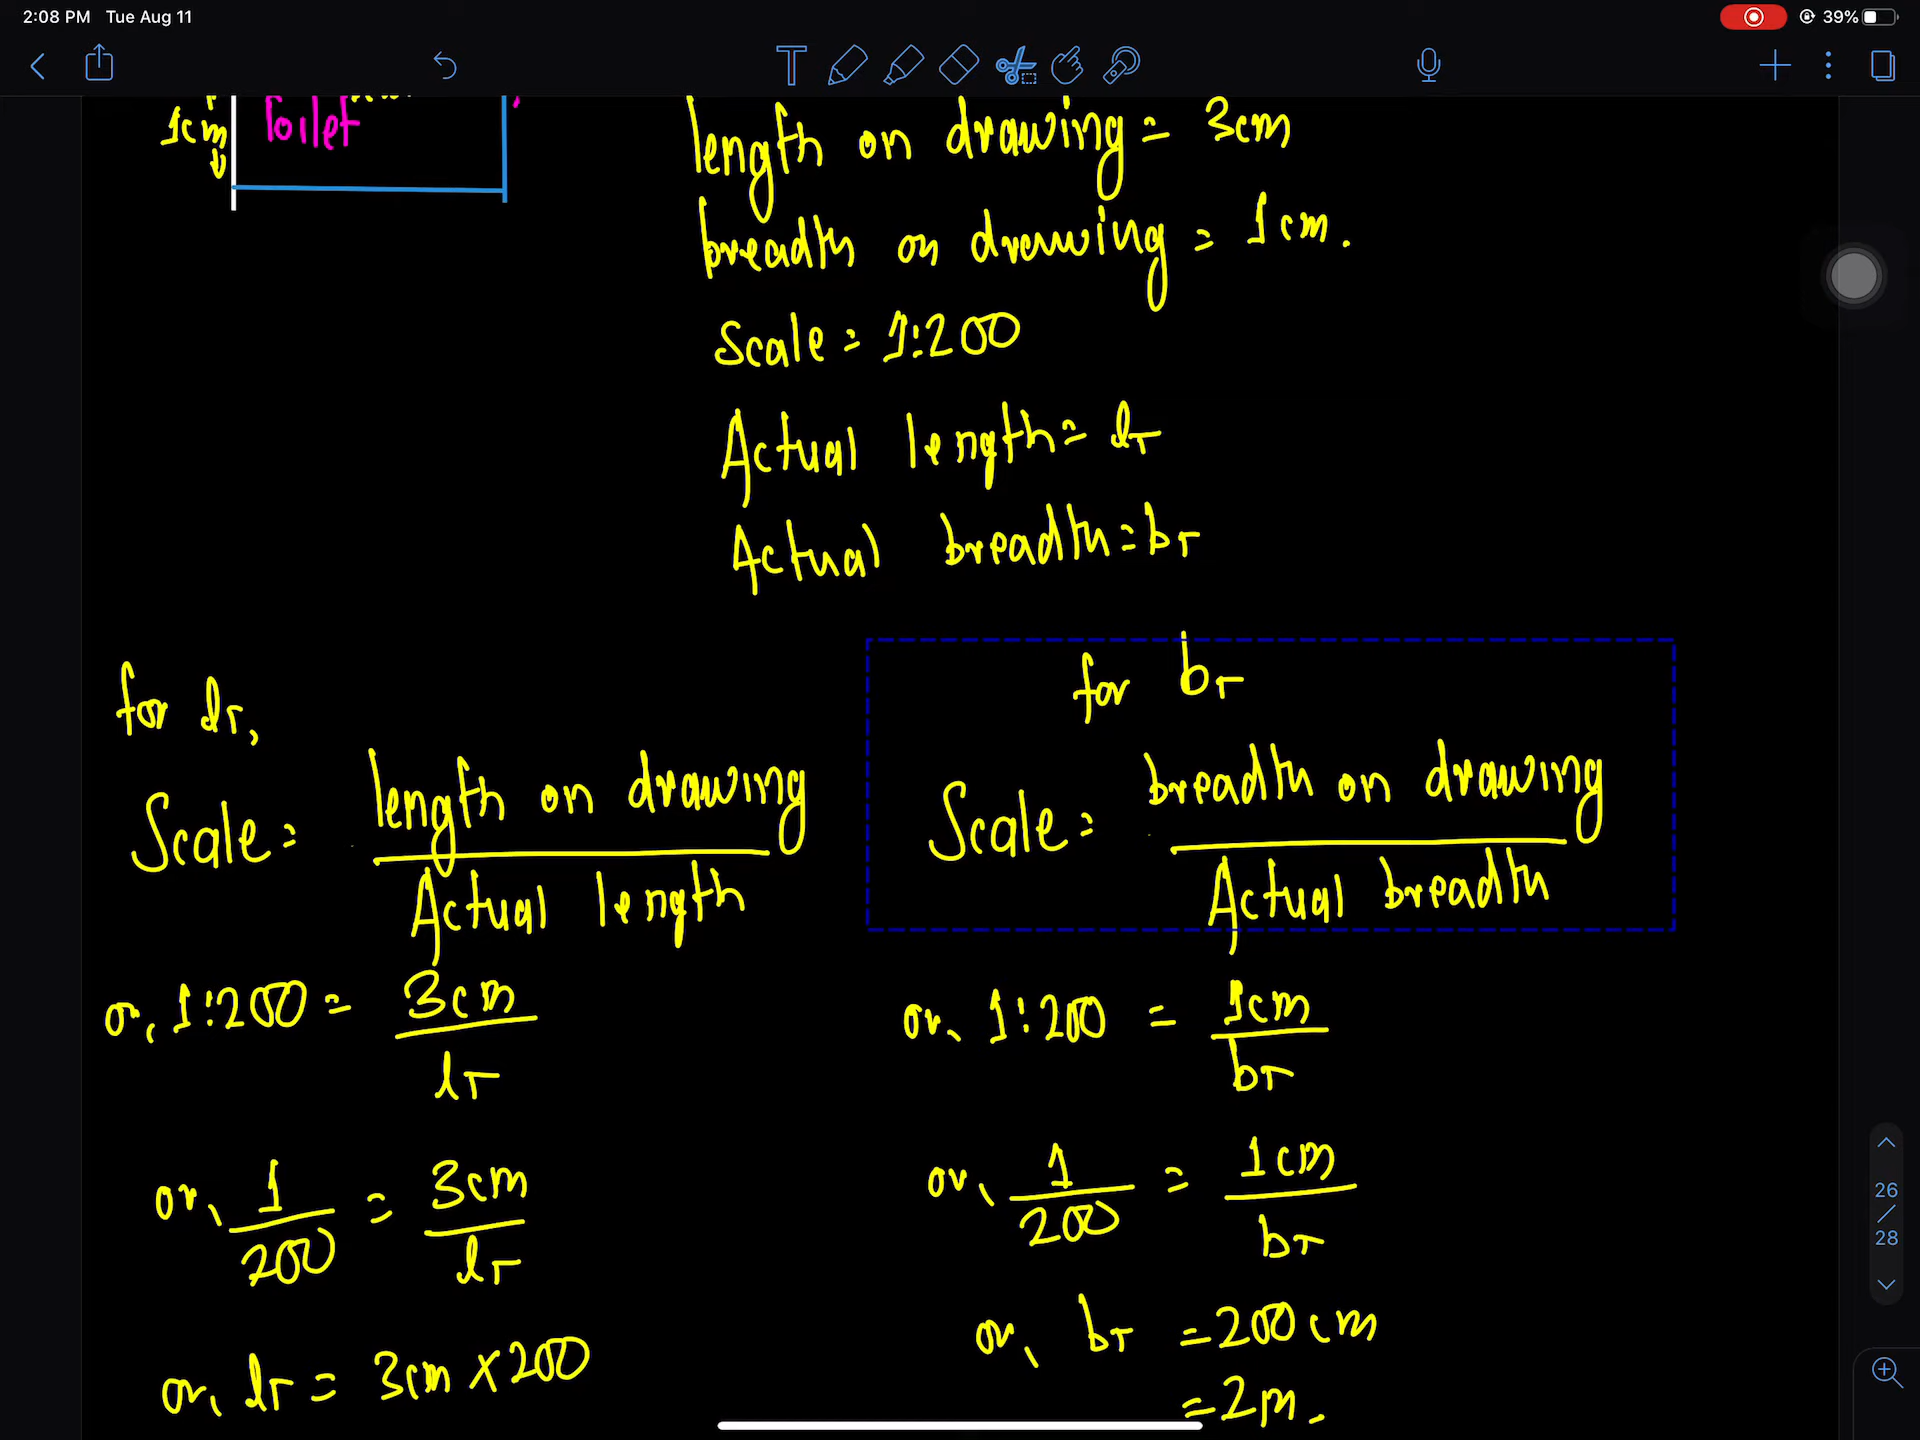 2:08 PM Tue Aug 11
39%
1cm
Toilet
length on drawing = 3cm
breadth on drawing = 1cm.
Scale = 1:200
Actual length = lr
Actual breadth = br
for lr,
Scale = length on drawing
Actual length
or, 1:200 = 3cm
lr
or, 1 = 3cm
200 lr
or, lr = 3cm × 200
for br
Scale = breadth on drawing
Actual breadth
or, 1:200 = 1cm
br
or, 1 = 1cm
200 br
or, br = 200cm
= 2m.
26
/
28